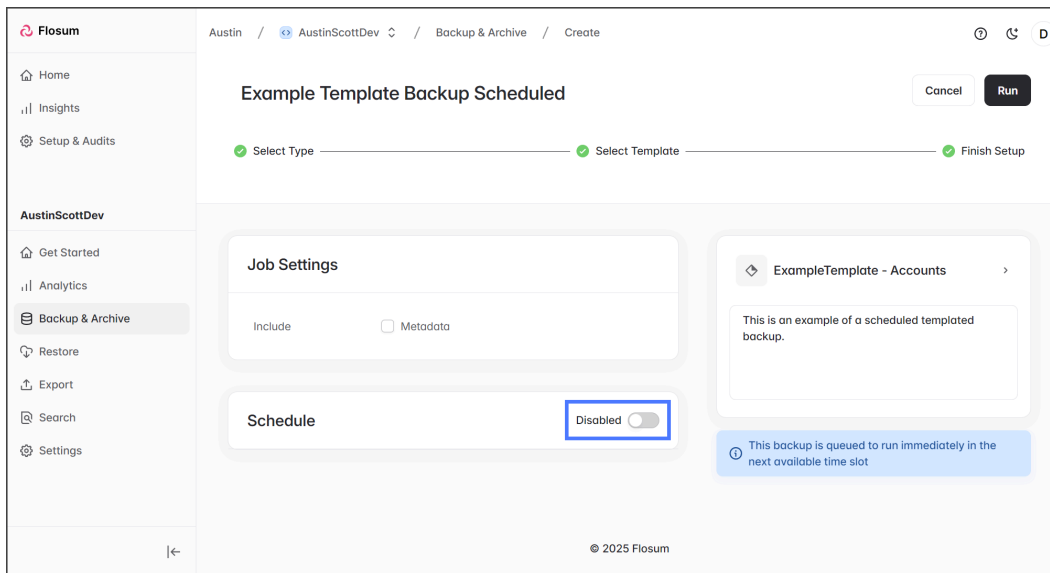 Flosum
Austin / AustinScottDev / Backup & Archive / Create
D
Home
Insights
Setup & Audits
AustinScottDev
Get Started
Analytics
Backup & Archive
Restore
Export
Search
Settings
Example Template Backup Scheduled
Cancel
Run
Select Type
Select Template
Finish Setup
Job Settings
Include
Metadata
Schedule
Disabled
ExampleTemplate - Accounts
This is an example of a scheduled templated
backup.
This backup is queued to run immediately in the
next available time slot
© 2025 Flosum